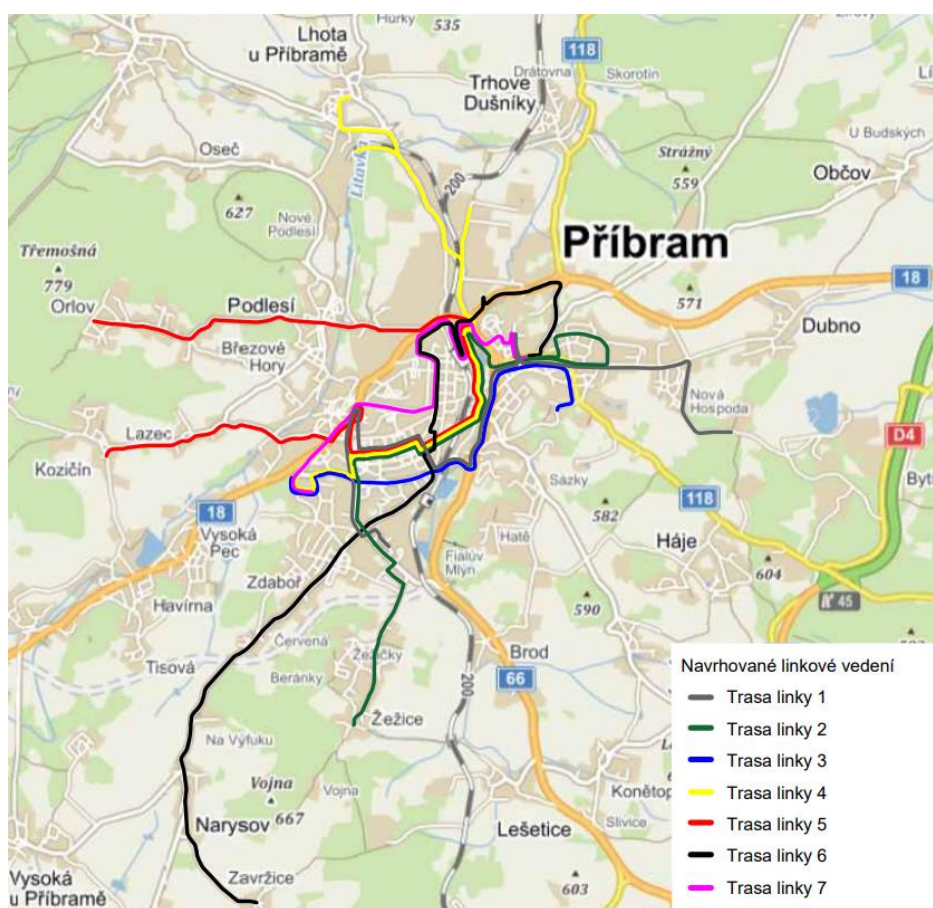 Lhota
u Příbramě
Hůrky
535
118
Drátovna
Skorotín
Trhove
Dušníky
Oseč
Litavka
200
Strážný
559
U Budských
Občov
627
Nové
Podlesí
Příbram
Třemošná
779
Orlov
Podlesí
18
571
Dubno
Březové
Hory
Nová
Hospoda
Lazec
Kozičín
D4
Byti
18
Vysoká
Pec
Sázky
118
582
Háje
Hatě
Fialův
Mlýn
Zdaboř
604
45
Havírna
590
Červená
Žežičky
Brod
Tisová
Beránky
200
66
Žežice
Na Výfuku
Vojna
667
Vojna
Narysov
Lešetice
Konětop
Slivice
Vysoká
u Příbramě
Zavržice
603
Navrhované linkové vedení
Trasa linky 1
Trasa linky 2
Trasa linky 3
Trasa linky 4
Trasa linky 5
Trasa linky 6
Trasa linky 7